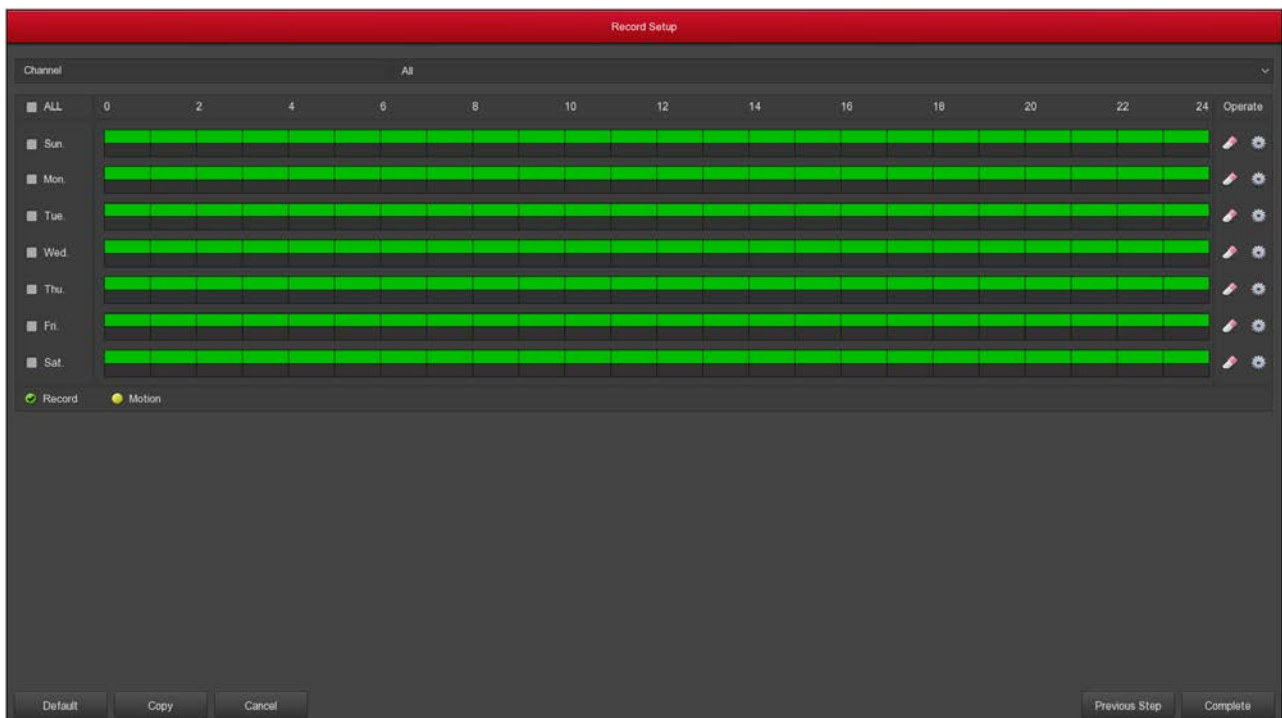 Record Setup
Channel All
ALL 0 2 4 6 8 10 12 14 16 18 20 22 24 Operate
Sun.
Mon.
Tue.
Wed.
Thu.
Fri.
Sat.
Record Motion
Default Copy Cancel Previous Step Complete